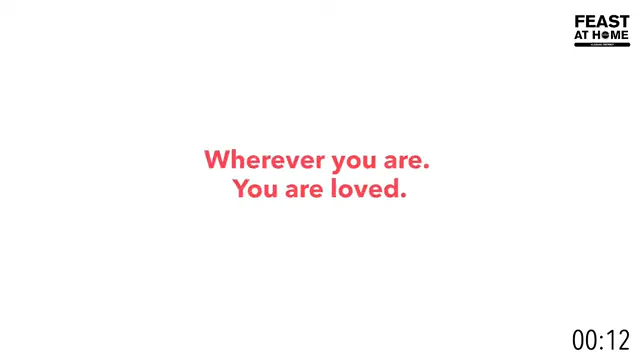 FEAST
AT HOME
Wherever you are.
You are loved.
00:12